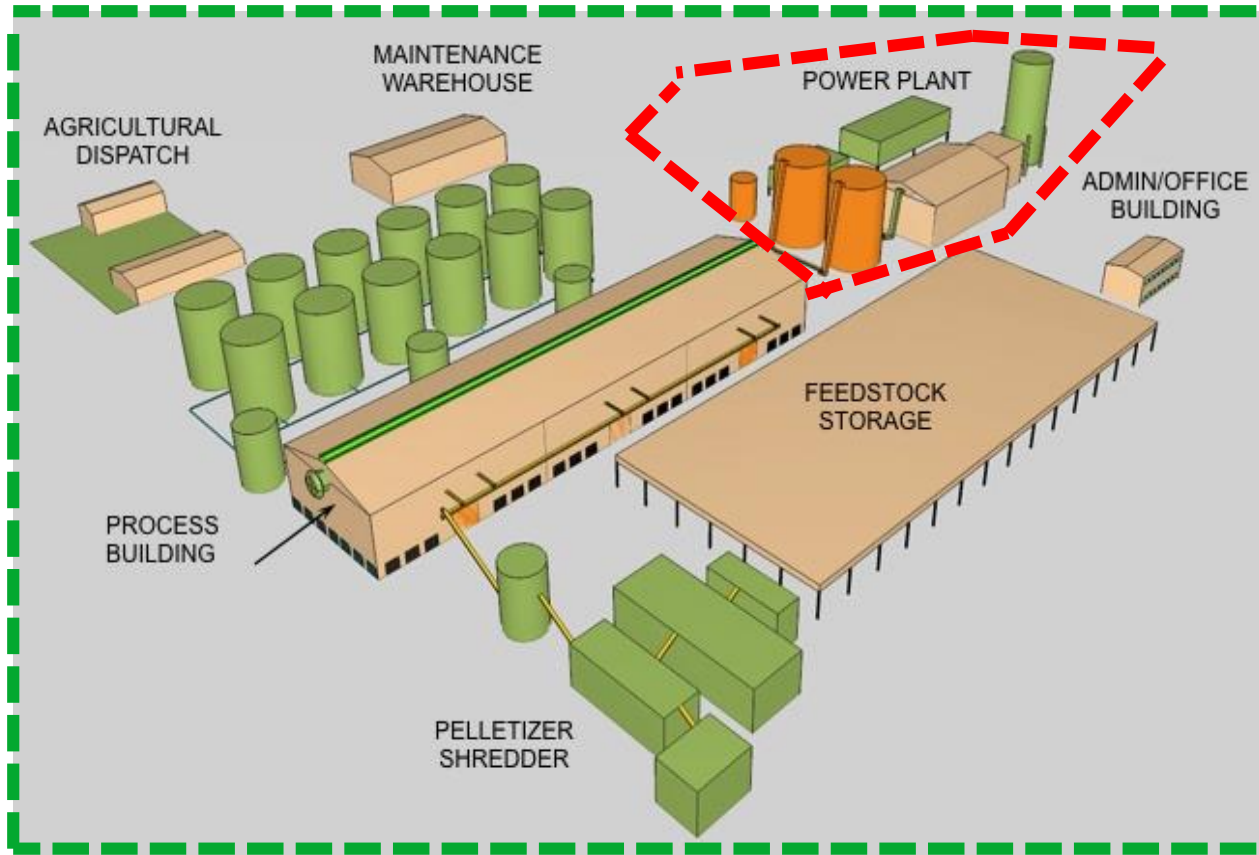 MAINTENANCE
WAREHOUSE
POWER PLANT
AGRICULTURAL
DISPATCH
ADMIN/OFFICE
BUILDING
FEEDSTOCK
STORAGE
PROCESS
BUILDING
PELLETIZER
SHREDDER